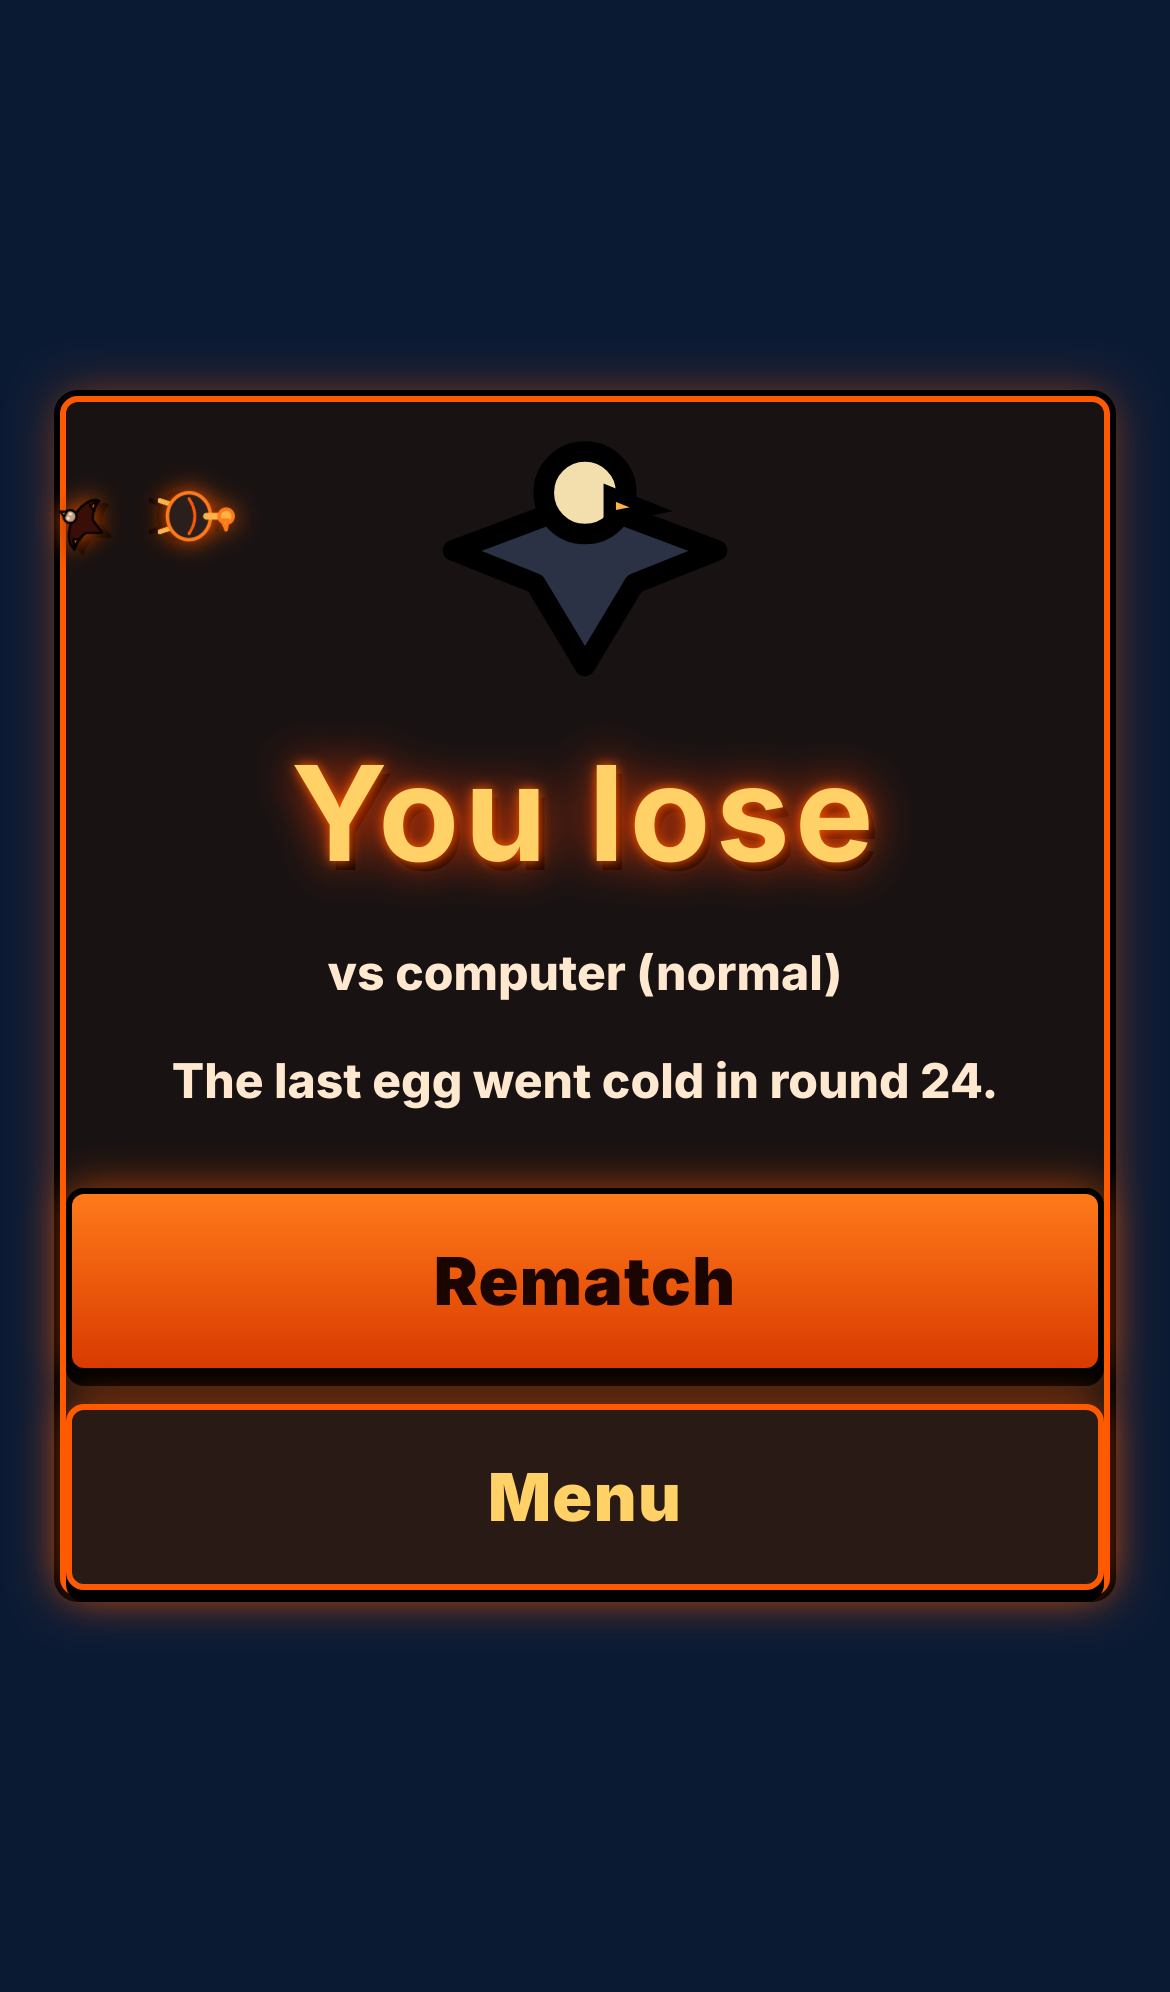 You lose
vs computer (normal)
The last egg went cold in round 24.
Rematch
Menu